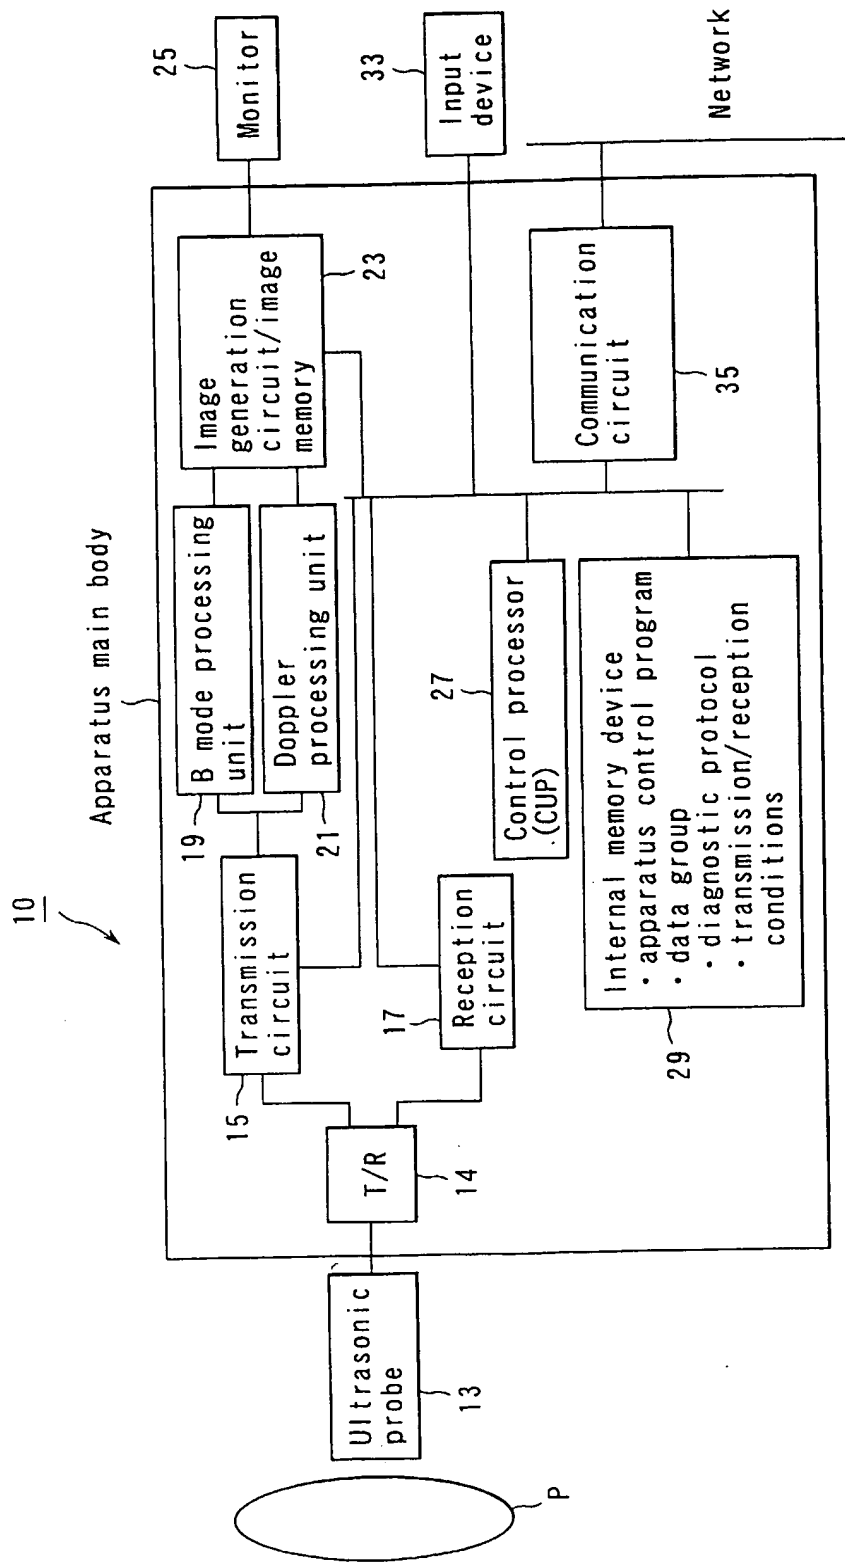 10
Apparatus main body
P
Ultrasonic
probe
13
T/R
14
15
Transmission
circuit
17
Reception
circuit
19
B mode processing
unit
21
Doppler
processing unit
Image
generation
circuit/image
memory
23
Monitor
25
Control processor
.(CUP)
27
Internal memory device
・apparatus control program
・data group
・diagnostic protocol
・transmission/reception
conditions
29
Input
device
33
Communication
circuit
35
Network